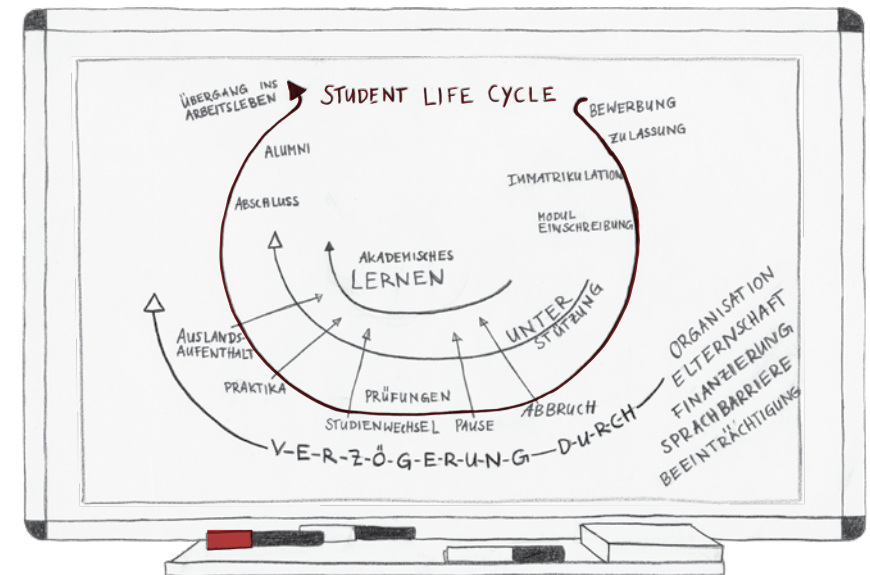 STUDENT LIFE CYCLE
BEWERBUNG
ZULASSUNG
IMMATRIKULATION
MODUL
EINSCHREIBUNG
ÜBERGANG INS
ARBEITSLEBEN
ALUMNI
ABSCHLUSS
AKADEMISCHES
LERNEN
UNTER
STÜTZUNG
AUSLANDS-
AUFENTHALT
PRAKTIKA
PRÜFUNGEN
STUDIENWECHSEL
PAUSE
ABBRUCH
V-E-R-Z-Ö-G-E-R-U-N-G-D-U-R-C-H
ORGANISATION
ELTERNSCHAFT
FINANZIERUNG
SPRACHBARRIERE
BEEINTRÄCHTIGUNG